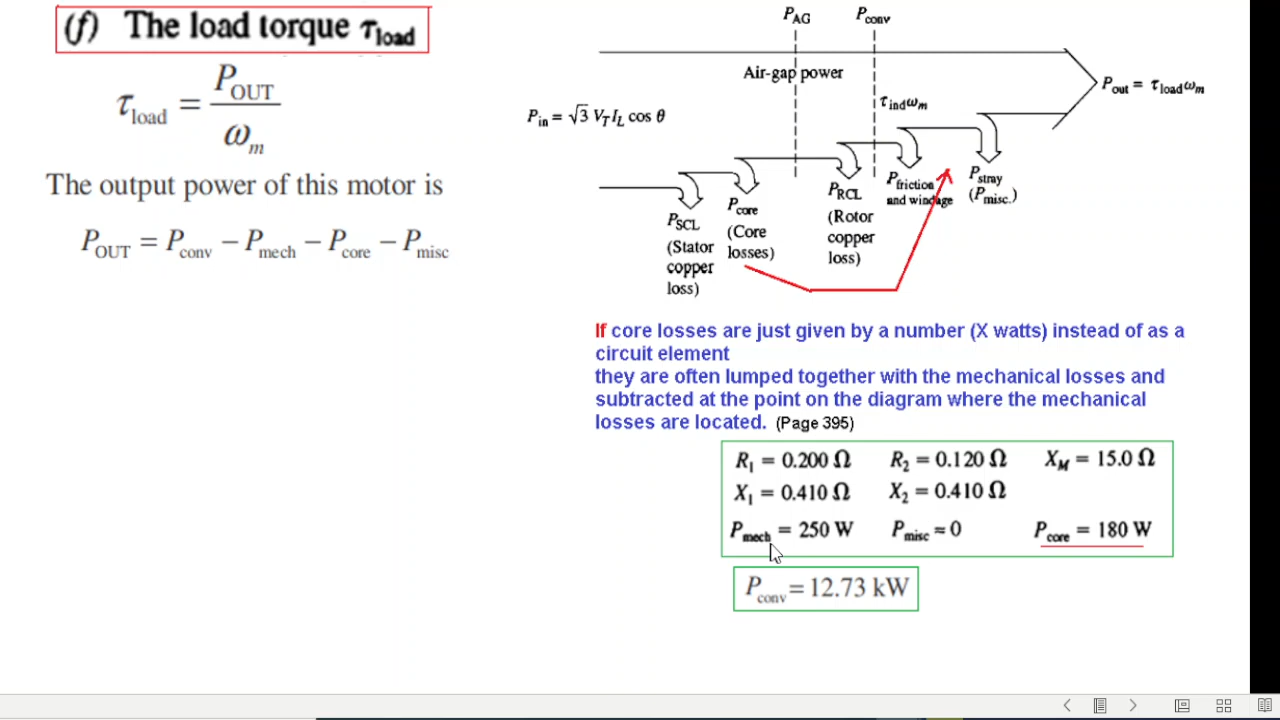 (f) The load torque τload
τload = POUT / ωm
The output power of this motor is
POUT = Pconv − Pmech − Pcore − Pmisc
PAG
Pconv
Air-gap power
Pout = τloadωm
τindωm
Pin = √3 VTIL cos θ
PSCL
(Stator
copper
loss)
Pcore
(Core
losses)
PRCL
(Rotor
copper
loss)
Pfriction
and windage
Pstray
(Pmisc.)
If core losses are just given by a number (X watts) instead of as a
circuit element
they are often lumped together with the mechanical losses and
subtracted at the point on the diagram where the mechanical
losses are located. (Page 395)
R1 = 0.200 Ω R2 = 0.120 Ω XM = 15.0 Ω
X1 = 0.410 Ω X2 = 0.410 Ω
Pmech = 250 W Pmisc ≈ 0 Pcore = 180 W
Pconv = 12.73 kW